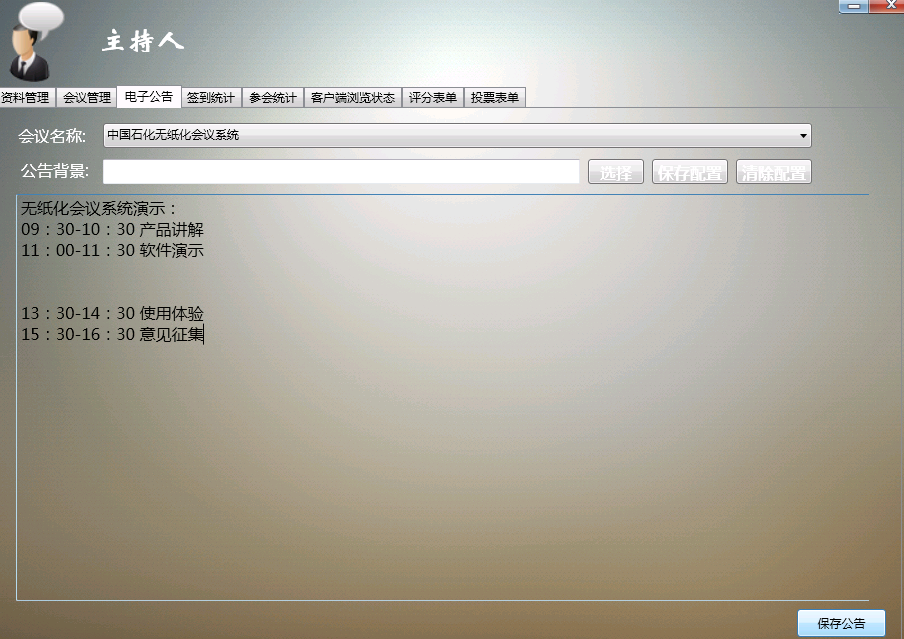 主持人
资料管理 会议管理 电子公告 签到统计 参会统计 客户端浏览状态 评分表单 投票表单
会议名称: 中国石化无纸化会议系统
公告背景: 选择 保存配置 清除配置
无纸化会议系统演示：
09：30-10：30 产品讲解
11：00-11：30 软件演示
13：30-14：30 使用体验
15：30-16：30 意见征集
保存公告